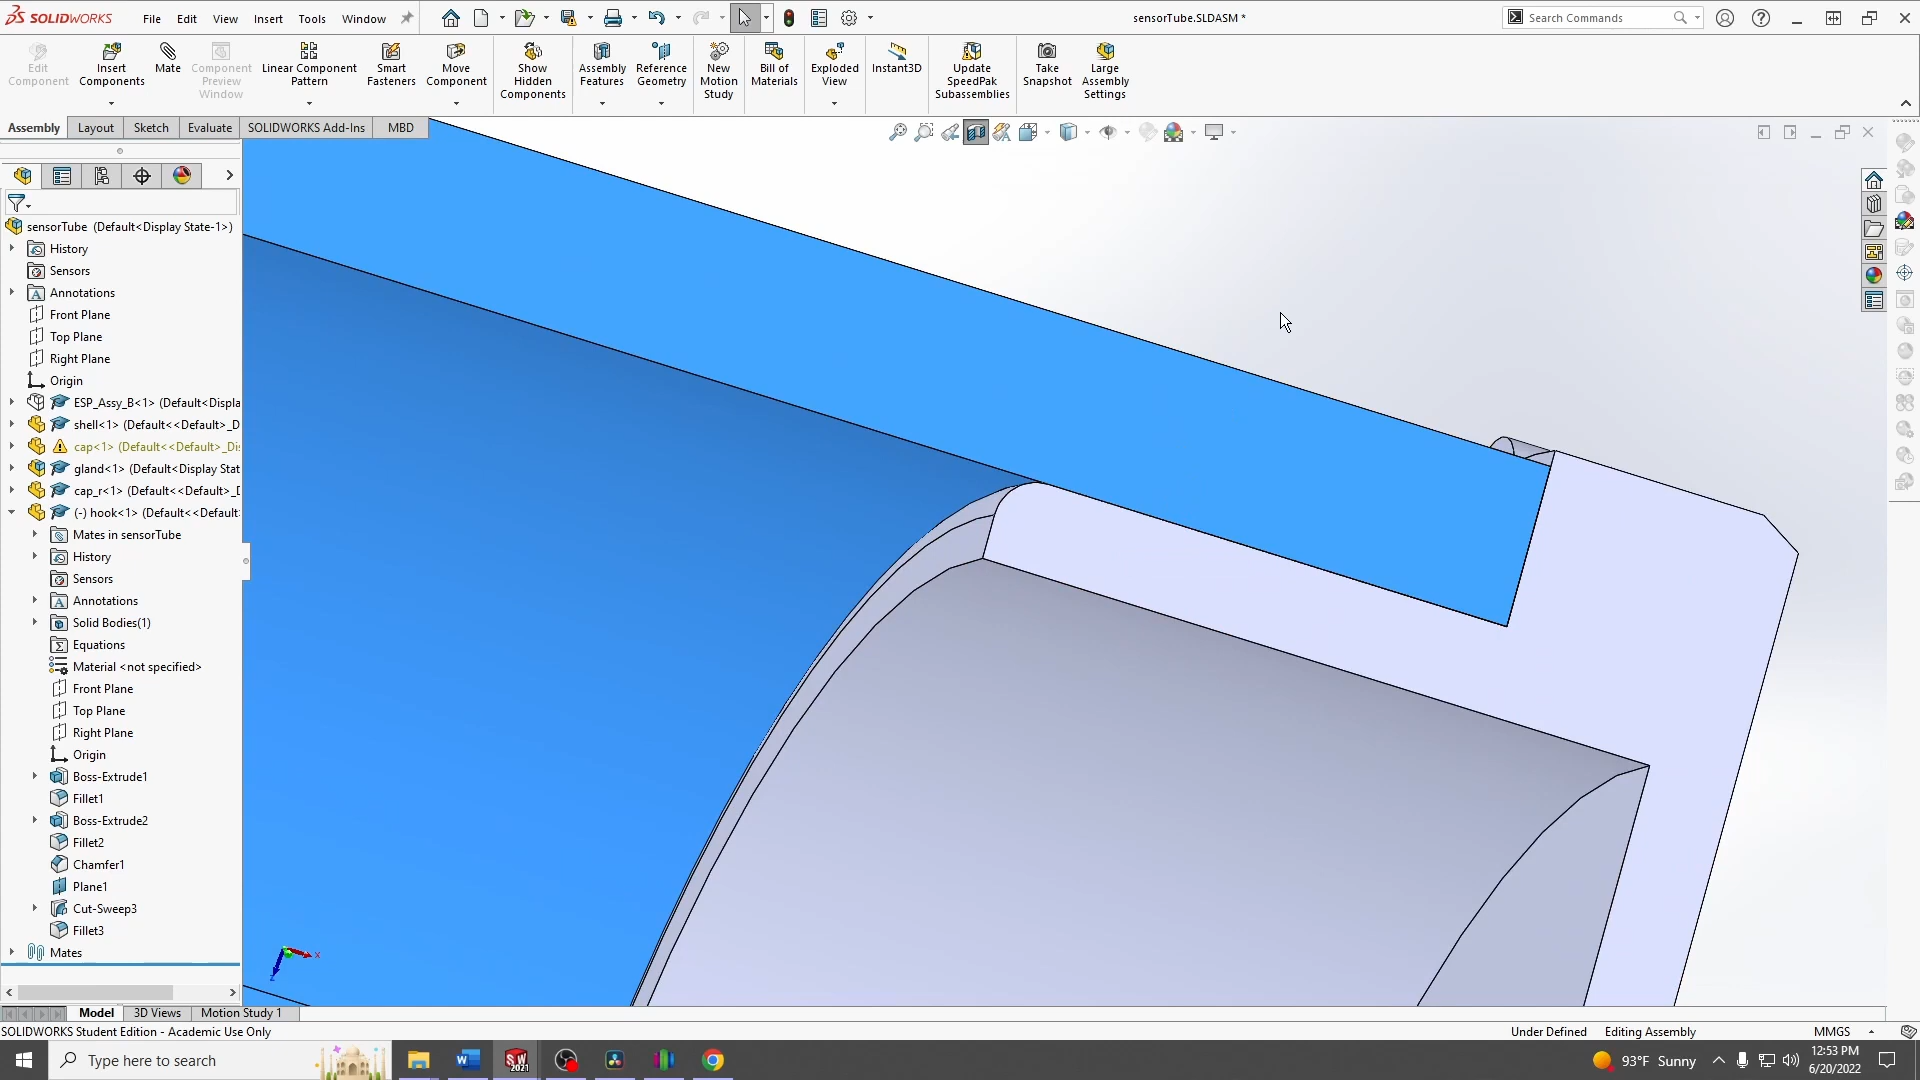 SOLIDWORKS File Edit View Insert Tools Window sensorTube.SLDASM * Search Commands
Edit Component
Insert Components
Mate
Component Preview Window
Linear Component Pattern
Smart Fasteners
Move Component
Show Hidden Components
Assembly Features
Reference Geometry
New Motion Study
Bill of Materials
Exploded View
Instant3D
Update SpeedPak Subassemblies
Take Snapshot
Large Assembly Settings
Assembly Layout Sketch Evaluate SOLIDWORKS Add-Ins MBD
sensorTube (Default<Display State-1>)
History
Sensors
Annotations
Front Plane
Top Plane
Right Plane
Origin
ESP_Assy_B<1> (Default<Displa
shell<1> (Default<<Default>_D
cap<1> (Default<<Default>_Di
gland<1> (Default<Display Stat
cap_r<1> (Default<<Default>_D
(-) hook<1> (Default<<Default
Mates in sensorTube
History
Sensors
Annotations
Solid Bodies(1)
Equations
Material <not specified>
Front Plane
Top Plane
Right Plane
Origin
Boss-Extrude1
Fillet1
Boss-Extrude2
Fillet2
Chamfer1
Plane1
Cut-Sweep3
Fillet3
Mates
x
z
Model 3D Views Motion Study 1
SOLIDWORKS Student Edition - Academic Use Only Under Defined Editing Assembly MMGS
Type here to search
93°F Sunny
12:53 PM
6/20/2022